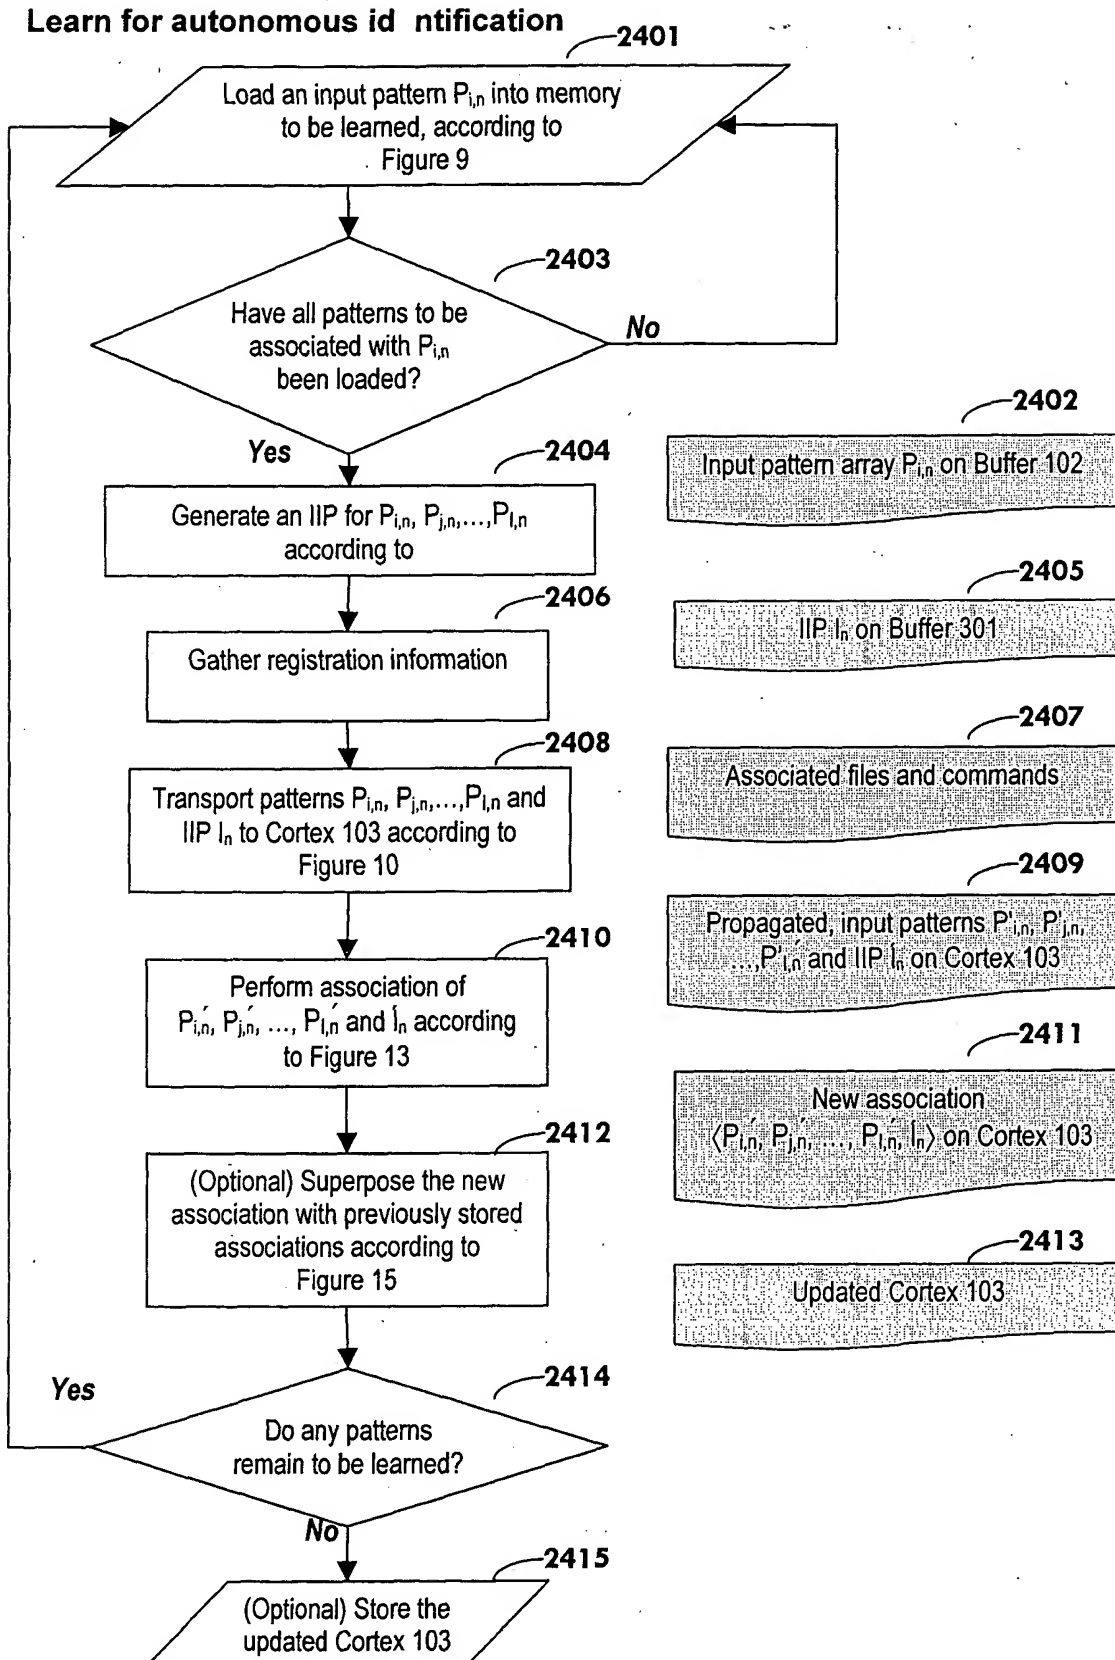 Learn for autonomous id ntification
2401
Load an input pattern Pi,n into memory
to be learned, according to
Figure 9
2403
Have all patterns to be
associated with Pi,n
been loaded?
No
Yes
2402
Input pattern array Pi,n on Buffer 102
2404
Generate an IIP for Pi,n, Pj,n,...,Pl,n
according to
2405
IIP In on Buffer 301
2406
Gather registration information
2407
Associated files and commands
2408
Transport patterns Pi,n, Pj,n,...,Pl,n and
IIP In to Cortex 103 according to
Figure 10
2409
Propagated, input patterns P'i,n, P'j,n,
...,P'l,n and IIP I´n on Cortex 103
2410
Perform association of
Pi,n´, Pj,n´, ..., Pl,n´ and I´n according
to Figure 13
2411
New association
⟨Pi,n´, Pj,n´, ..., Pl,n´, I´n⟩ on Cortex 103
2412
(Optional) Superpose the new
association with previously stored
associations according to
Figure 15
2413
Updated Cortex 103
2414
Do any patterns
remain to be learned?
Yes
No
2415
(Optional) Store the
updated Cortex 103